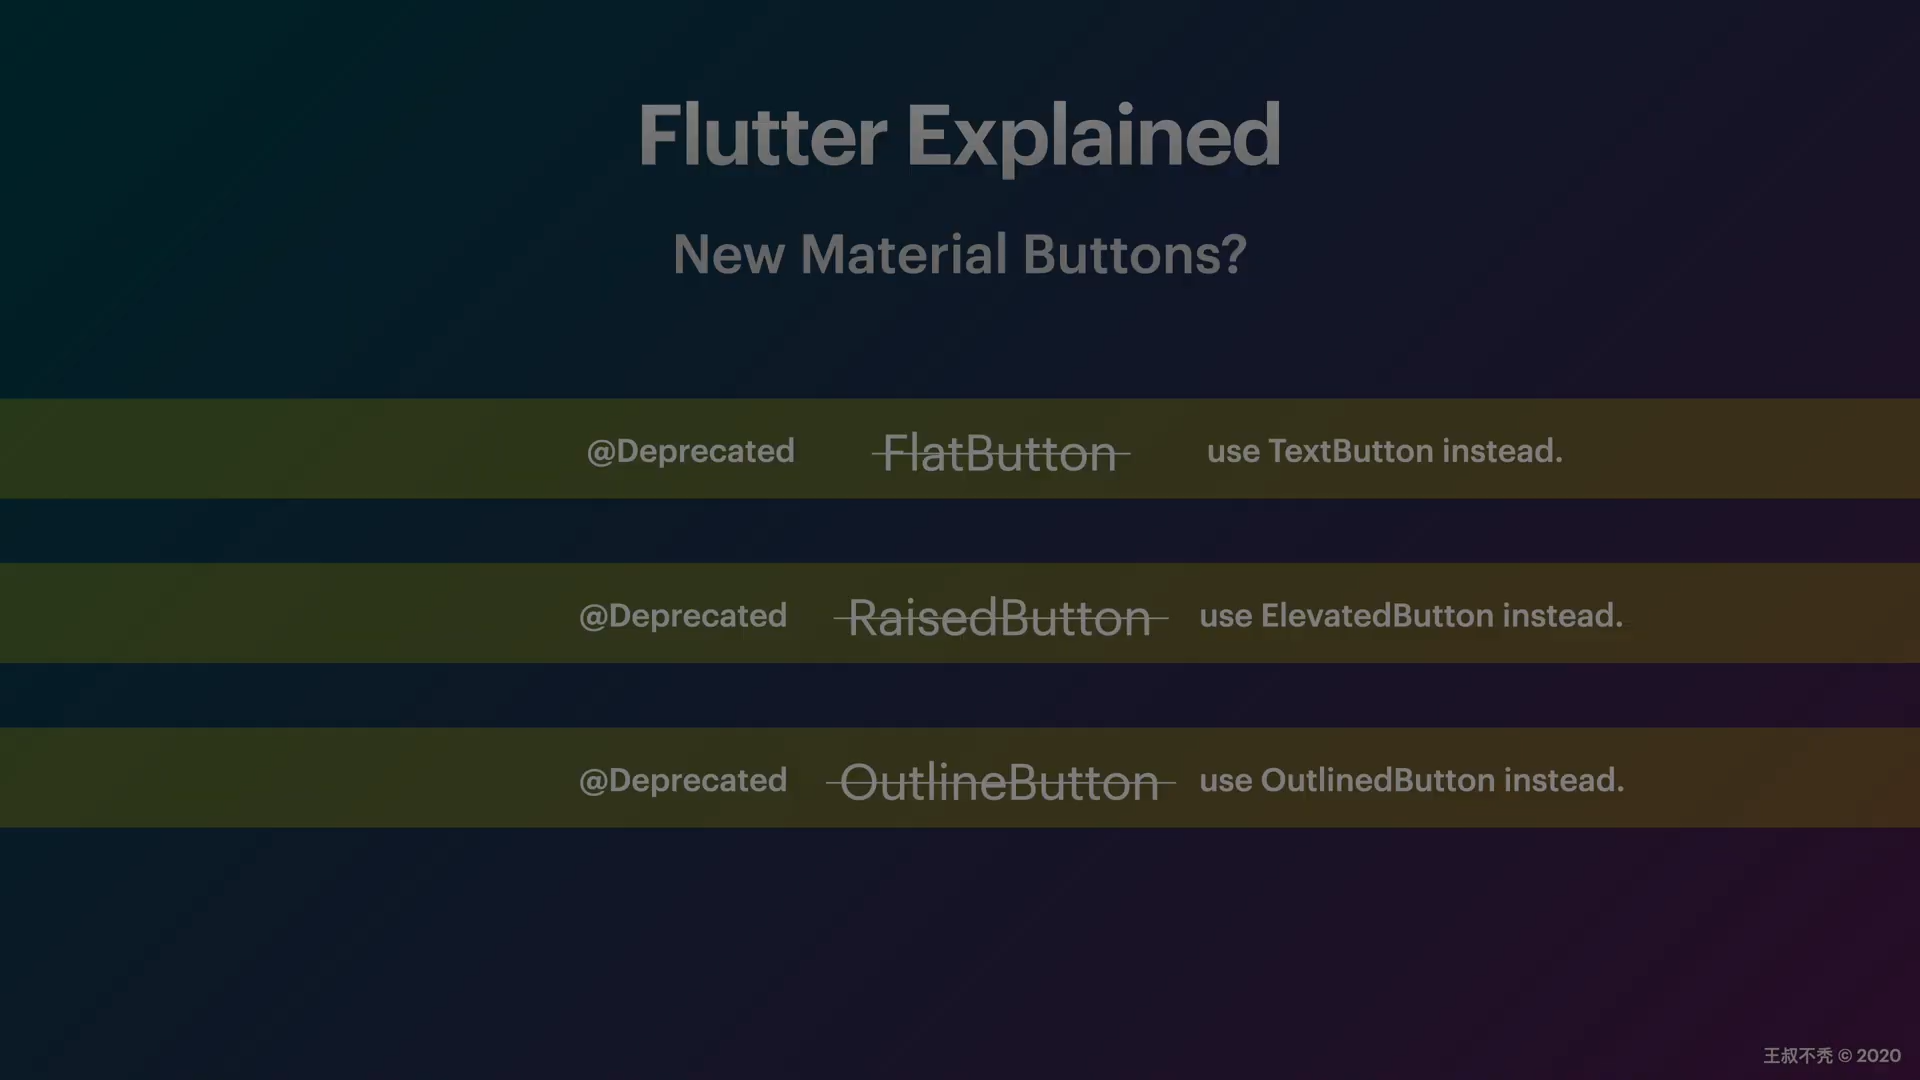 Flutter Explained
New Material Buttons?
@Deprecated FlatButton use TextButton instead.
@Deprecated RaisedButton use ElevatedButton instead.
@Deprecated OutlineButton use OutlinedButton instead.
王叔不秃 © 2020